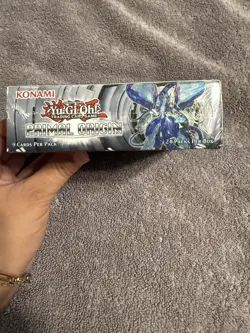 KONAMI
Yu-Gi-Oh!
TRADING CARD GAME
PRIMAL ORIGIN
9 CARDS PER PACK
24 PACKS PER BOX